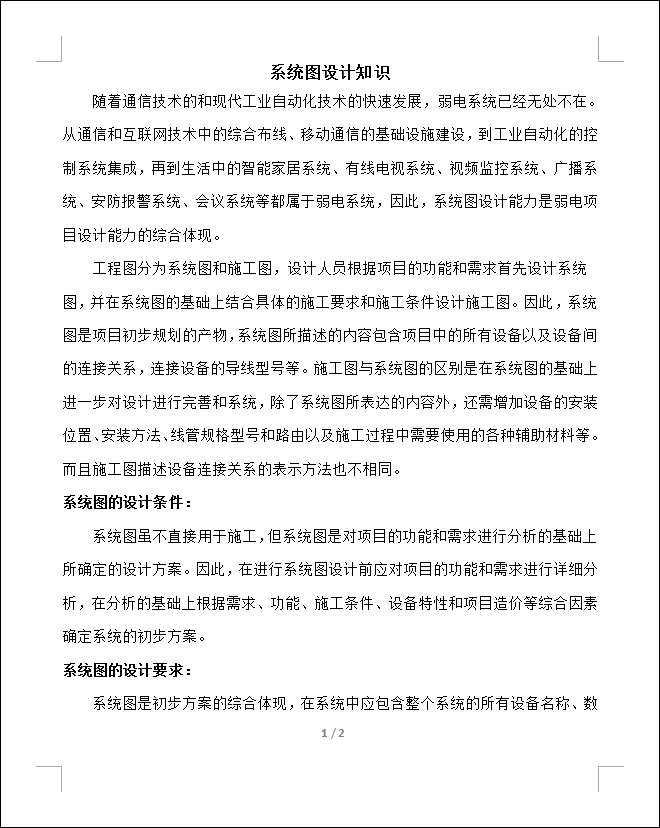 系统图设计知识
随着通信技术的和现代工业自动化技术的快速发展，弱电系统已经无处不在。
从通信和互联网技术中的综合布线、移动通信的基础设施建设，到工业自动化的控
制系统集成，再到生活中的智能家居系统、有线电视系统、视频监控系统、广播系
统、安防报警系统、会议系统等都属于弱电系统，因此，系统图设计能力是弱电项
目设计能力的综合体现。
工程图分为系统图和施工图，设计人员根据项目的功能和需求首先设计系统
图，并在系统图的基础上结合具体的施工要求和施工条件设计施工图。因此，系统
图是项目初步规划的产物，系统图所描述的内容包含项目中的所有设备以及设备间
的连接关系，连接设备的导线型号等。施工图与系统图的区别是在系统图的基础上
进一步对设计进行完善和系统，除了系统图所表达的内容外，还需增加设备的安装
位置、安装方法、线管规格型号和路由以及施工过程中需要使用的各种辅助材料等。
而且施工图描述设备连接关系的表示方法也不相同。
系统图的设计条件：
系统图虽不直接用于施工，但系统图是对项目的功能和需求进行分析的基础上
所确定的设计方案。因此，在进行系统图设计前应对项目的功能和需求进行详细分
析，在分析的基础上根据需求、功能、施工条件、设备特性和项目造价等综合因素
确定系统的初步方案。
系统图的设计要求：
系统图是初步方案的综合体现，在系统中应包含整个系统的所有设备名称、数
1 / 2